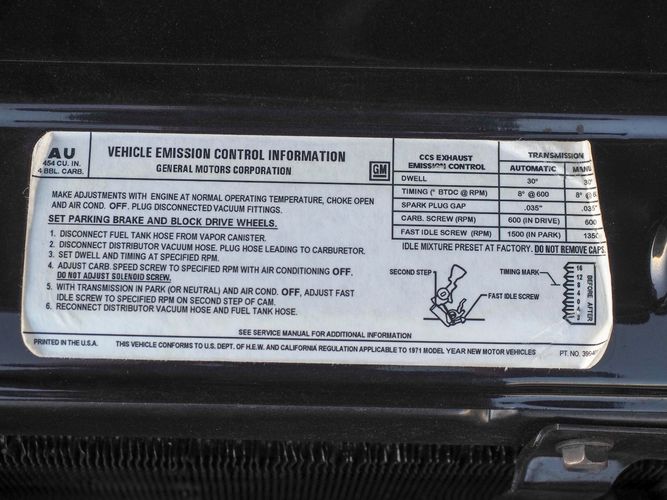 AU
454 CU. IN.
4 BBL. CARB.
VEHICLE EMISSION CONTROL INFORMATION
GENERAL MOTORS CORPORATION
GM
MAKE ADJUSTMENTS WITH ENGINE AT NORMAL OPERATING TEMPERATURE, CHOKE OPEN
AND AIR COND. OFF. PLUG DISCONNECTED VACUUM FITTINGS.
SET PARKING BRAKE AND BLOCK DRIVE WHEELS.
1. DISCONNECT FUEL TANK HOSE FROM VAPOR CANISTER.
2. DISCONNECT DISTRIBUTOR VACUUM HOSE. PLUG HOSE LEADING TO CARBURETOR.
3. SET DWELL AND TIMING AT SPECIFIED RPM.
4. ADJUST CARB. SPEED SCREW TO SPECIFIED RPM WITH AIR CONDITIONING OFF.
DO NOT ADJUST SOLENOID SCREW.
5. WITH TRANSMISSION IN PARK (OR NEUTRAL) AND AIR COND. OFF, ADJUST FAST
IDLE SCREW TO SPECIFIED RPM ON SECOND STEP OF CAM.
6. RECONNECT DISTRIBUTOR VACUUM HOSE AND FUEL TANK HOSE.
CCS EXHAUST EMISSION CONTROL TRANSMISSION
AUTOMATIC MANU
DWELL 30° 30°
TIMING (° BTDC @ RPM) 8° @ 600 8° @
SPARK PLUG GAP .035" .035"
CARB. SCREW (RPM) 600 (IN DRIVE) 600
FAST IDLE SCREW (RPM) 1500 (IN PARK) 1350
IDLE MIXTURE PRESET AT FACTORY. DO NOT REMOVE CAPS.
SECOND STEP
FAST IDLE SCREW
TIMING MARK
16
12
8
4
0
4
BEFORE AFTER
SEE SERVICE MANUAL FOR ADDITIONAL INFORMATION
PRINTED IN THE U.S.A. THIS VEHICLE CONFORMS TO U.S. DEPT. OF H.E.W. AND CALIFORNIA REGULATION APPLICABLE TO 1971 MODEL YEAR NEW MOTOR VEHICLES PT. NO.